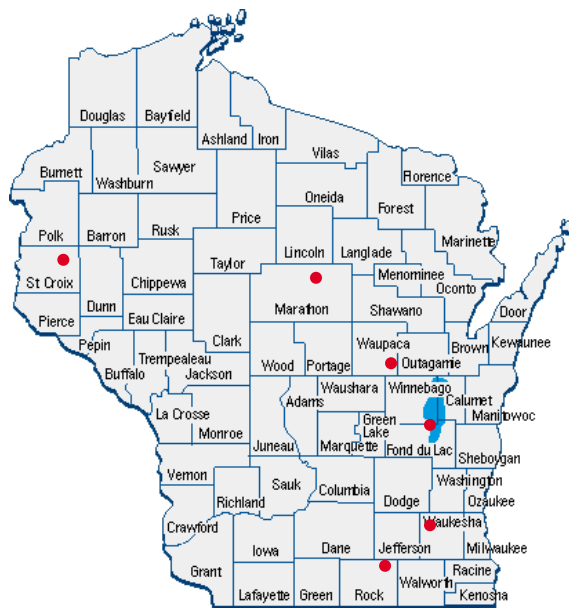 Douglas
Bayfield
Ashland
Iron
Vilas
Florence
Burnett
Washburn
Sawyer
Oneida
Forest
Price
Polk
Barron
Rusk
Lincoln
Langlade
Marinette
Taylor
Menominee
St Croix
Chippewa
Oconto
Dunn
Marathon
Shawano
Door
Pierce
Eau Claire
Clark
Waupaca
Brown
Kewaunee
Pepin
Trempealeau
Wood
Portage
Outagamie
Buffalo
Jackson
Adams
Waushara
Winnebago
Calumet
La Crosse
Manitowoc
Monroe
Green
Lake
Juneau
Marquette
Fond du Lac
Sheboygan
Vernon
Sauk
Columbia
Washington
Richland
Dodge
Ozaukee
Crawford
Waukesha
Iowa
Dane
Jefferson
Milwaukee
Grant
Racine
Lafayette
Green
Rock
Walworth
Kenosha